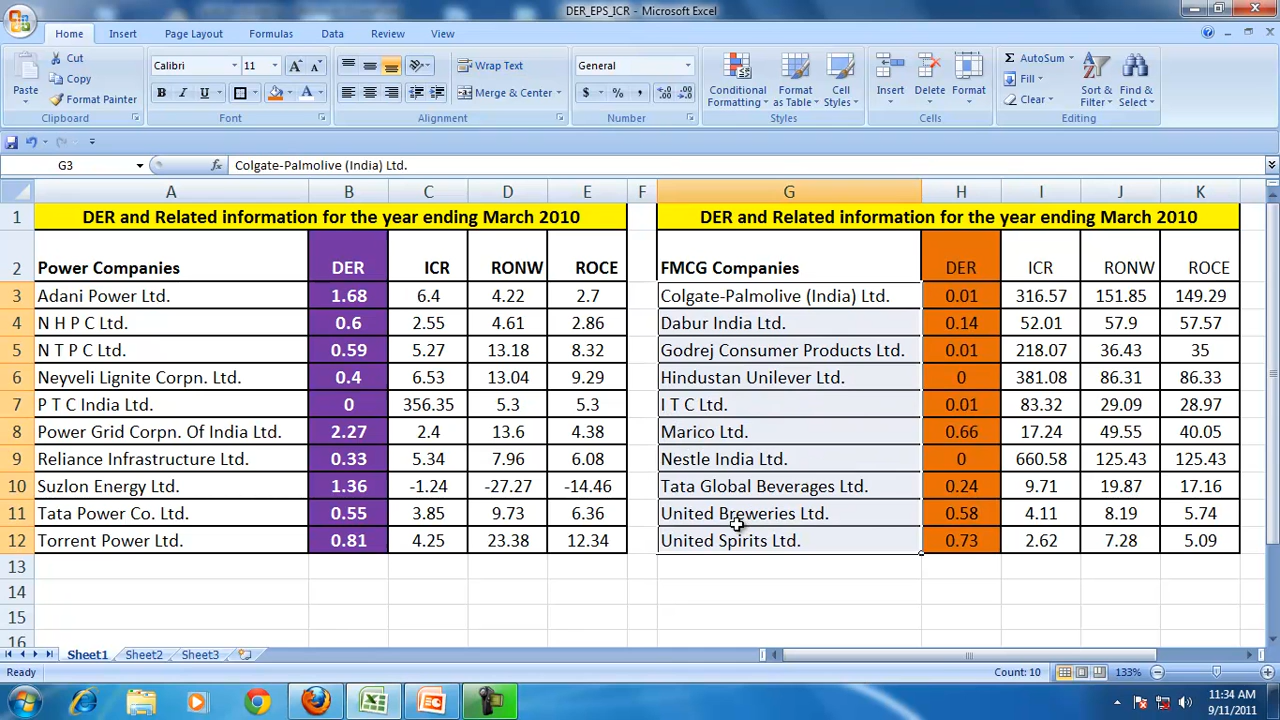 DER_EPS_ICR - Microsoft Excel
Home Insert Page Layout Formulas Data Review View
Paste Cut Copy Format Painter Clipboard
Calibri 11 B I U Font
Wrap Text Merge & Center Alignment
General $ % , Number
Conditional Formatting Format as Table Cell Styles Styles
Insert Delete Format Cells
AutoSum Fill Clear Sort & Filter Find & Select Editing
G3 fx Colgate-Palmolive (India) Ltd.
A B C D E F G H I J K
1 DER and Related information for the year ending March 2010 DER and Related information for the year ending March 2010
2 Power Companies DER ICR RONW ROCE FMCG Companies DER ICR RONW ROCE
3 Adani Power Ltd. 1.68 6.4 4.22 2.7 Colgate-Palmolive (India) Ltd. 0.01 316.57 151.85 149.29
4 N H P C Ltd. 0.6 2.55 4.61 2.86 Dabur India Ltd. 0.14 52.01 57.9 57.57
5 N T P C Ltd. 0.59 5.27 13.18 8.32 Godrej Consumer Products Ltd. 0.01 218.07 36.43 35
6 Neyveli Lignite Corpn. Ltd. 0.4 6.53 13.04 9.29 Hindustan Unilever Ltd. 0 381.08 86.31 86.33
7 P T C India Ltd. 0 356.35 5.3 5.3 I T C Ltd. 0.01 83.32 29.09 28.97
8 Power Grid Corpn. Of India Ltd. 2.27 2.4 13.6 4.38 Marico Ltd. 0.66 17.24 49.55 40.05
9 Reliance Infrastructure Ltd. 0.33 5.34 7.96 6.08 Nestle India Ltd. 0 660.58 125.43 125.43
10 Suzlon Energy Ltd. 1.36 -1.24 -27.27 -14.46 Tata Global Beverages Ltd. 0.24 9.71 19.87 17.16
11 Tata Power Co. Ltd. 0.55 3.85 9.73 6.36 United Breweries Ltd. 0.58 4.11 8.19 5.74
12 Torrent Power Ltd. 0.81 4.25 23.38 12.34 United Spirits Ltd. 0.73 2.62 7.28 5.09
13
14
15
16
Sheet1 Sheet2 Sheet3
Ready Count: 10 133%
11:34 AM
9/11/2011